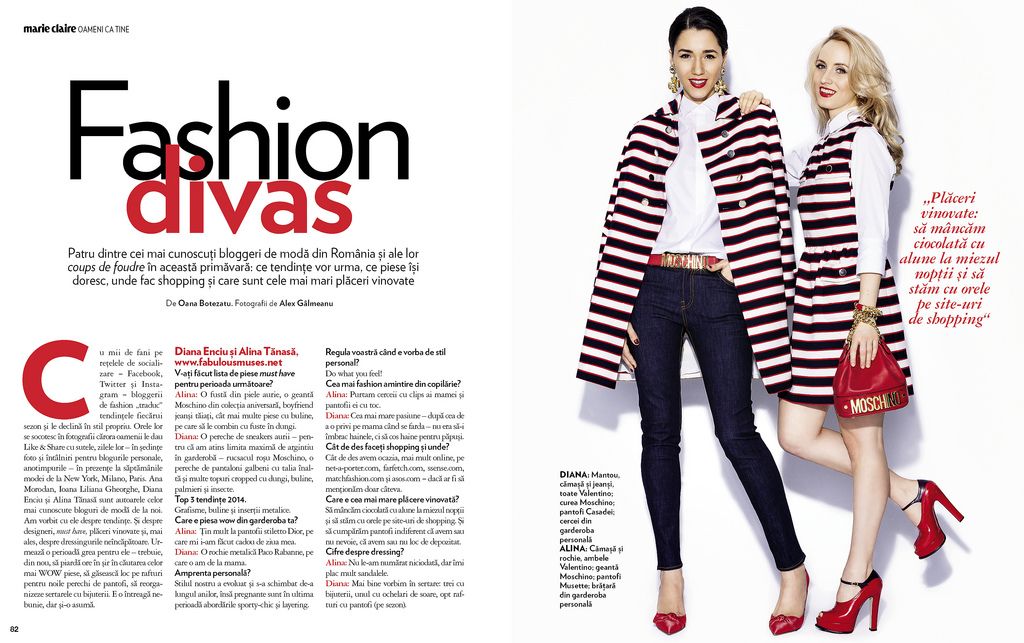 marie claire OAMENI CA TINE
Fashion
divas
Patru dintre cei mai cunoscuți bloggeri de modă din România și ale lor
coups de foudre în această primăvară: ce tendințe vor urma, ce piese își
doresc, unde fac shopping și care sunt cele mai mari plăceri vinovate
De Oana Botezatu. Fotografii de Alex Gâlmeanu
Cu mii de fani pe
rețelele de sociali-
zare – Facebook,
Twitter și Insta-
gram – bloggerii
de fashion „traduc”
tendințele fiecărui
sezon și le declină în stil propriu. Orele lor
se socotesc în fotografii cărora oamenii le dau
Like & Share cu sutele, zilele lor – în ședințe
foto și întâlniri pentru blogurile personale,
anotimpurile – în prezențe la săptămânile
modei de la New York, Milano, Paris. Ana
Morodan, Ioana Liliana Gheorghe, Diana
Enciu și Alina Tănasă sunt autoarele celor
mai cunoscute bloguri de modă de la noi.
Am vorbit cu ele despre tendințe. Și despre
designeri, must have, plăceri vinovate și, mai
ales, despre dressingurile neîncăpătoare. Ur-
mează o perioadă grea pentru ele – trebuie,
din nou, să piardă ore în șir în căutarea celor
mai WOW piese, să găsească loc pe rafturi
pentru noile perechi de pantofi, să reorga-
nizeze sertarele cu bijuterii. E o întreagă ne-
bunie, dar și-o asumă.
Diana Enciu și Alina Tănasă,
www.fabulousmuses.net
V-ați făcut lista de piese must have
pentru perioada următoare?
Alina: O fustă din piele aurie, o geantă
Moschino din colecția aniversară, boyfriend
jeanși tăiați, cât mai multe piese cu buline,
pe care să le combin cu fuste în dungi.
Diana: O pereche de sneakers aurii – pen-
tru că am atins limita maximă de argintiu
în garderobă – rucsacul roșu Moschino, o
pereche de pantaloni galbeni cu talia înal-
tă și multe topuri cropped cu dungi, buline,
palmieri și insecte.
Top 3 tendințe 2014.
Grafisme, buline și inserții metalice.
Care e piesa wow din garderoba ta?
Alina: Țin mult la pantofii stiletto Dior, pe
care mi i-am făcut cadou de ziua mea.
Diana: O rochie metalică Paco Rabanne, pe
care o am de la mama.
Amprenta personală?
Stilul nostru a evoluat și s-a schimbat de-a
lungul anilor, însă pregnante sunt în ultima
perioadă abordările sporty-chic și layering.
Regula voastră când e vorba de stil
personal?
Do what you feel!
Cea mai fashion amintire din copilărie?
Alina: Purtam cerceii cu clips ai mamei și
pantofii ei cu toc.
Diana: Cea mai mare pasiune – după cea de
a o privi pe mama când se farda – nu era să-i
îmbrac hainele, ci să cos haine pentru păpuși.
Cât de des faceți shopping și unde?
Cât de des avem ocazia, mai mult online, pe
net-a-porter.com, farfetch.com, ssense.com,
matchfashion.com și asos.com – dacă ar fi să
menționăm doar câteva.
Care e cea mai mare plăcere vinovată?
Să mâncăm ciocolată cu alune la miezul nopții
și să stăm cu orele pe site-uri de shopping. Și
să cumpărăm pantofi indiferent că avem sau
nu nevoie, că avem sau nu loc de depozitat.
Cifre despre dressing?
Alina: Nu le-am numărat niciodată, dar îmi
plac mult sandalele.
Diana: Mai bine vorbim în sertare: trei cu
bijuterii, unul cu ochelari de soare, opt raf-
turi cu pantofi (pe sezon).
82
MOSCHINO
MOSCHINO
„Plăceri
vinovate:
să mâncăm
ciocolată cu
alune la miezul
nopții și să
stăm cu orele
pe site-uri
de shopping“
DIANA: Mantou,
cămașă și jeanși,
toate Valentino;
curea Moschino;
pantofi Casadei;
cercei din
garderoba
personală
ALINA: Cămașă și
rochie, ambele
Valentino; geantă
Moschino; pantofi
Musette; brățară
din garderoba
personală